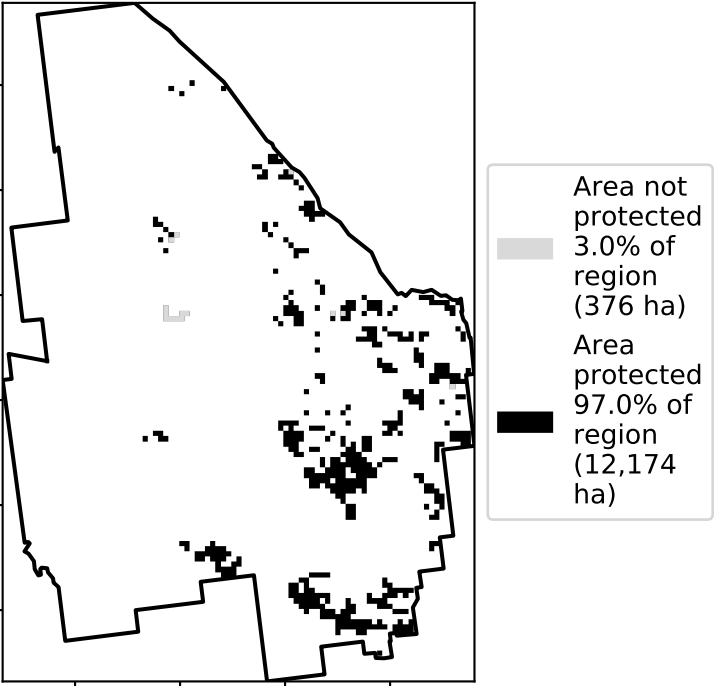 Area not
protected
3.0% of
region
(376 ha)
Area
protected
97.0% of
region
(12,174
ha)